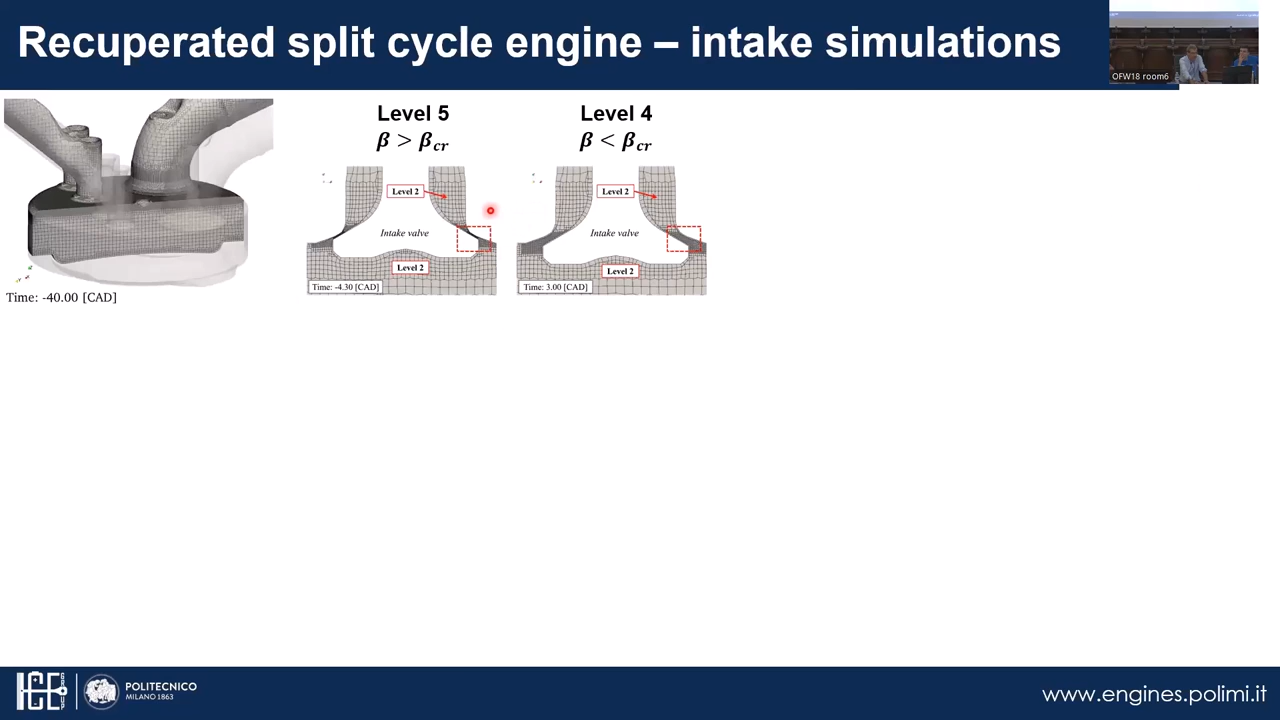 Recuperated split cycle engine – intake simulations
OFW18 room6
Level 5
β > βcr
Level 4
β < βcr
Level 2
Intake valve
Level 2
Time: -4.30 [CAD]
Level 2
Intake valve
Level 2
Time: 3.00 [CAD]
Time: -40.00 [CAD]
ICE
GROUP
POLITECNICO
MILANO 1863
www.engines.polimi.it